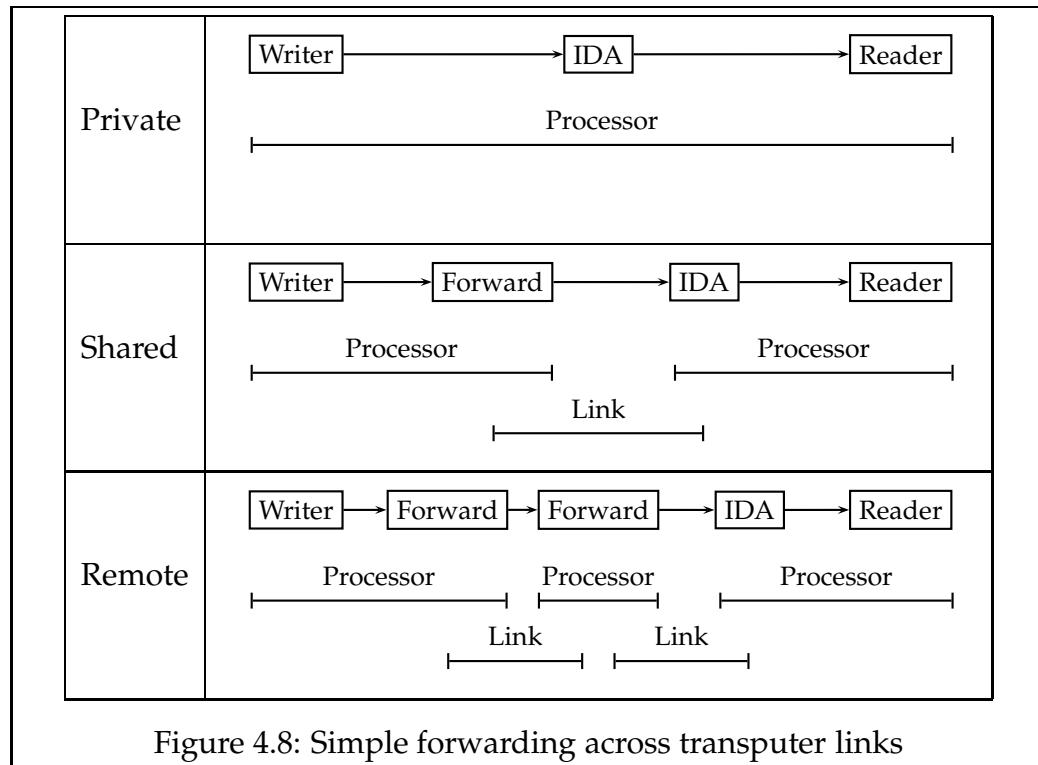 Writer IDA Reader
Private
Processor
Writer Forward IDA Reader
Shared
Processor Processor
Link
Writer Forward Forward IDA Reader
Remote
Processor Processor Processor
Link Link
Figure 4.8: Simple forwarding across transputer links